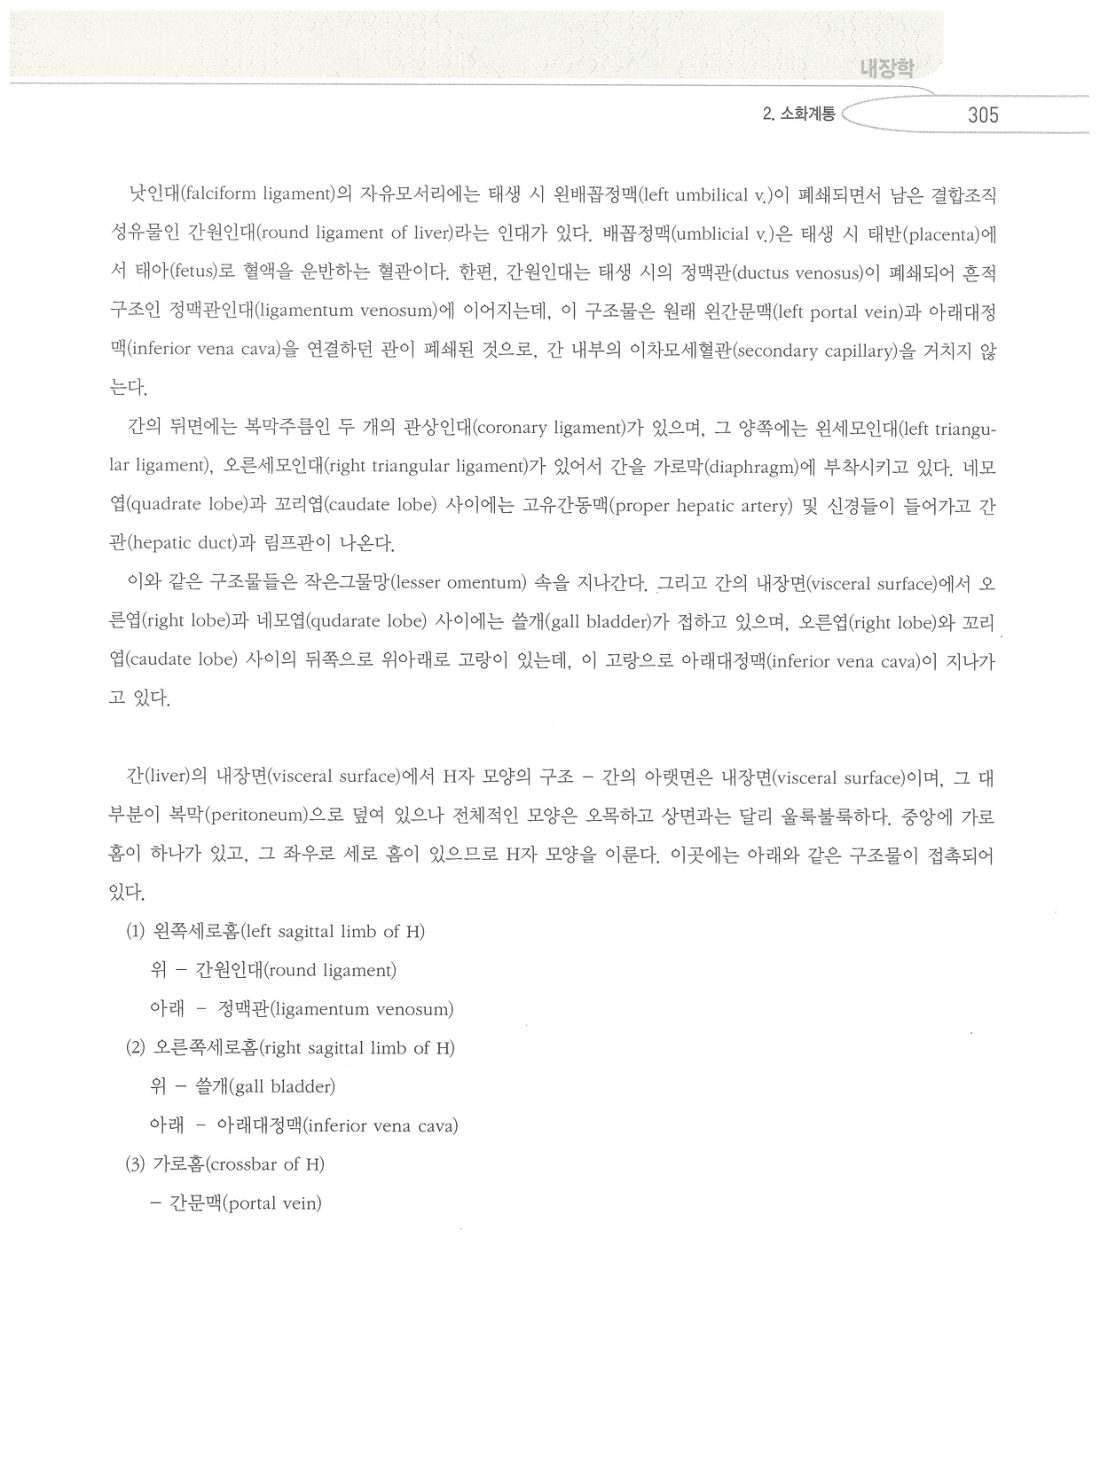 내장학
2. 소화계통
305
낫인대(falciform ligament)의 자유모서리에는 태생 시 왼배꼽정맥(left umbilical v.)이 폐쇄되면서 남은 결합조직
성유물인 간원인대(round ligament of liver)라는 인대가 있다. 배꼽정맥(umblicial v.)은 태생 시 태반(placenta)에
서 태아(fetus)로 혈액을 운반하는 혈관이다. 한편, 간원인대는 태생 시의 정맥관(ductus venosus)이 폐쇄되어 흔적
구조인 정맥관인대(ligamentum venosum)에 이어지는데, 이 구조물은 원래 왼간문맥(left portal vein)과 아래대정
맥(inferior vena cava)을 연결하던 관이 폐쇄된 것으로, 간 내부의 이차모세혈관(secondary capillary)을 거치지 않
는다.
간의 뒤면에는 복막주름인 두 개의 관상인대(coronary ligament)가 있으며, 그 양쪽에는 왼세모인대(left triangu-
lar ligament), 오른세모인대(right triangular ligament)가 있어서 간을 가로막(diaphragm)에 부착시키고 있다. 네모
엽(quadrate lobe)과 꼬리엽(caudate lobe) 사이에는 고유간동맥(proper hepatic artery) 및 신경들이 들어가고 간
관(hepatic duct)과 림프관이 나온다.
이와 같은 구조물들은 작은그물망(lesser omentum) 속을 지나간다. 그리고 간의 내장면(visceral surface)에서 오
른엽(right lobe)과 네모엽(qudarate lobe) 사이에는 쓸개(gall bladder)가 접하고 있으며, 오른엽(right lobe)와 꼬리
엽(caudate lobe) 사이의 뒤쪽으로 위아래로 고랑이 있는데, 이 고랑으로 아래대정맥(inferior vena cava)이 지나가
고 있다.
간(liver)의 내장면(visceral surface)에서 H자 모양의 구조 - 간의 아랫면은 내장면(visceral surface)이며, 그 대
부분이 복막(peritoneum)으로 덮여 있으나 전체적인 모양은 오목하고 상면과는 달리 울룩불룩하다. 중앙에 가로
홈이 하나가 있고, 그 좌우로 세로 홈이 있으므로 H자 모양을 이룬다. 이곳에는 아래와 같은 구조물이 접촉되어
있다.
(1) 왼쪽세로홈(left sagittal limb of H)
위 - 간원인대(round ligament)
아래 - 정맥관(ligamentum venosum)
(2) 오른쪽세로홈(right sagittal limb of H)
위 - 쓸개(gall bladder)
아래 - 아래대정맥(inferior vena cava)
(3) 가로홈(crossbar of H)
- 간문맥(portal vein)